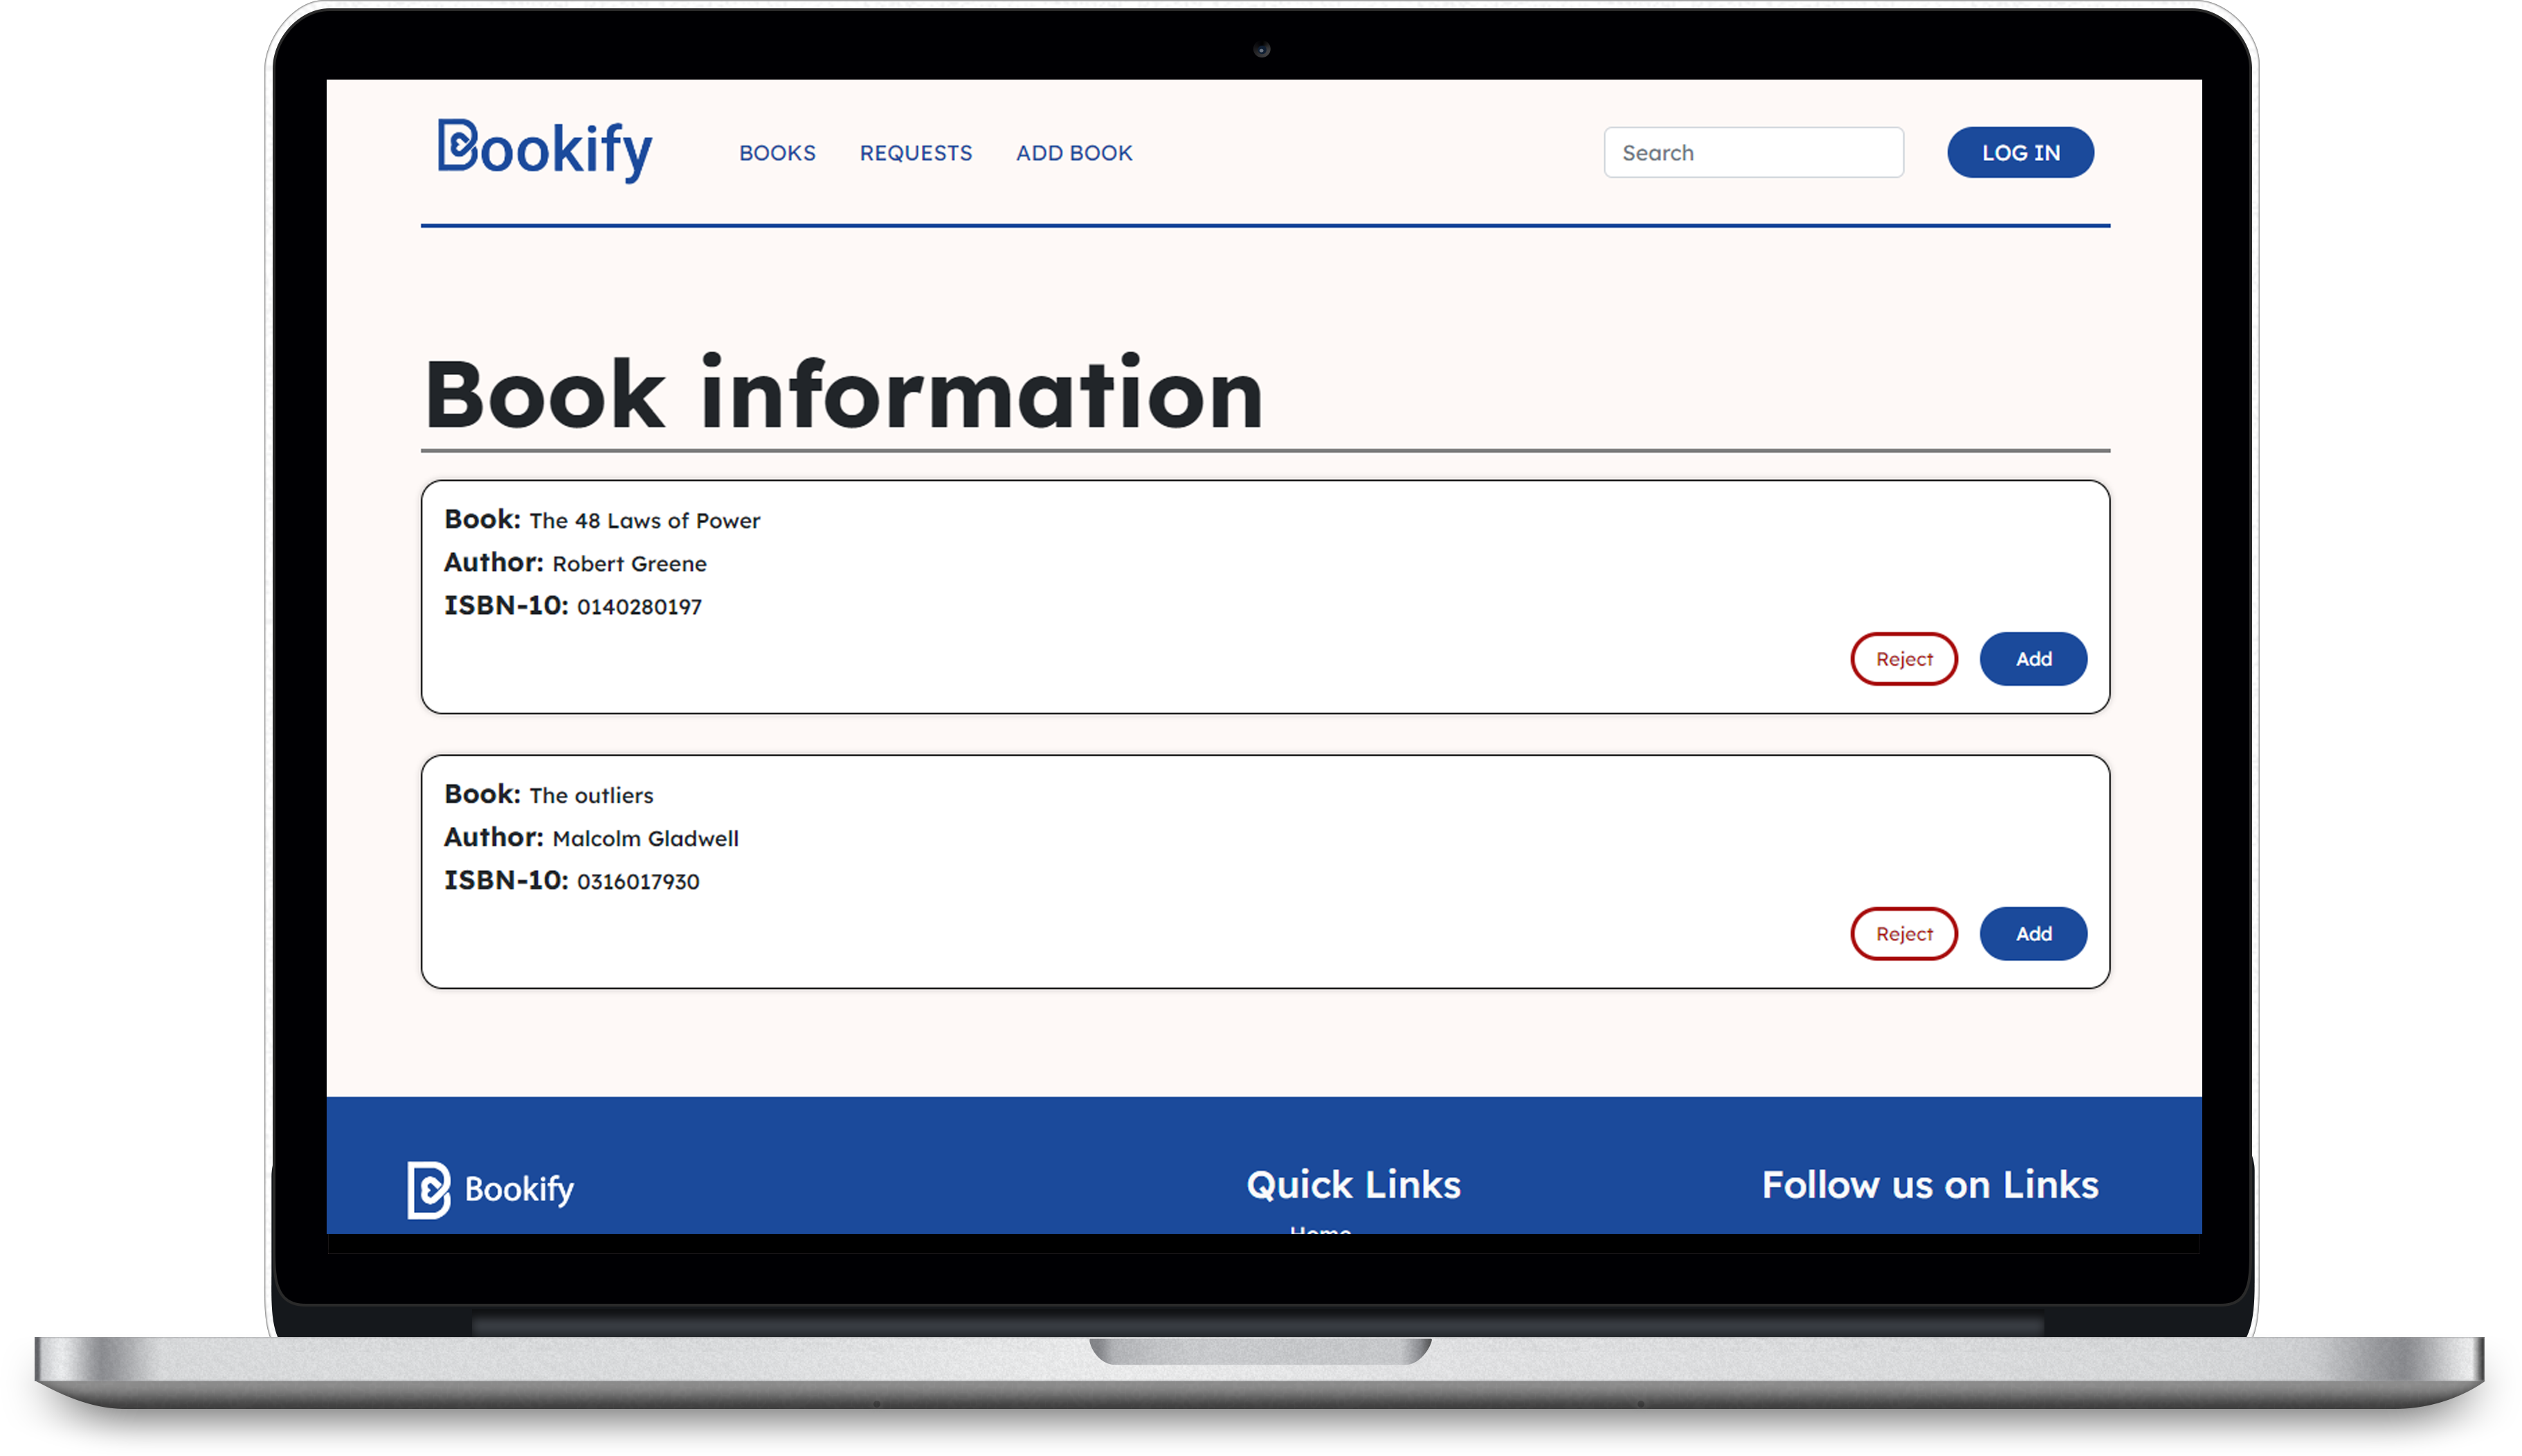 Bookify
BOOKS REQUESTS ADD BOOK
Search
LOG IN
Book information
Book: The 48 Laws of Power
Author: Robert Greene
ISBN-10: 0140280197
Reject Add
Book: The outliers
Author: Malcolm Gladwell
ISBN-10: 0316017930
Reject Add
Bookify
Quick Links
Follow us on Links
Home